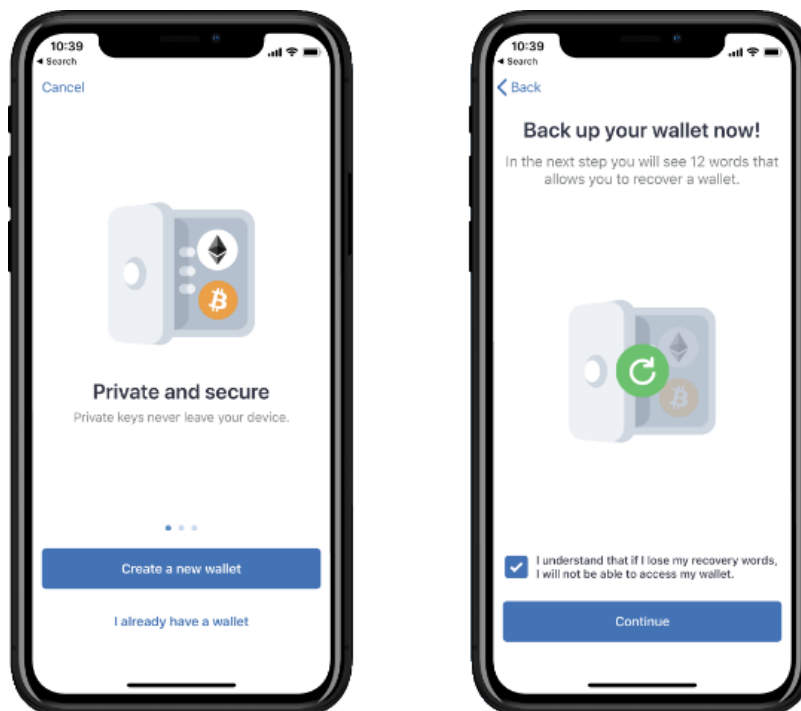 10:39
Search
Cancel
Private and secure
Private keys never leave your device.
Create a new wallet
I already have a wallet
10:39
Search
Back
Back up your wallet now!
In the next step you will see 12 words that
allows you to recover a wallet.
I understand that if I lose my recovery words,
I will not be able to access my wallet.
Continue